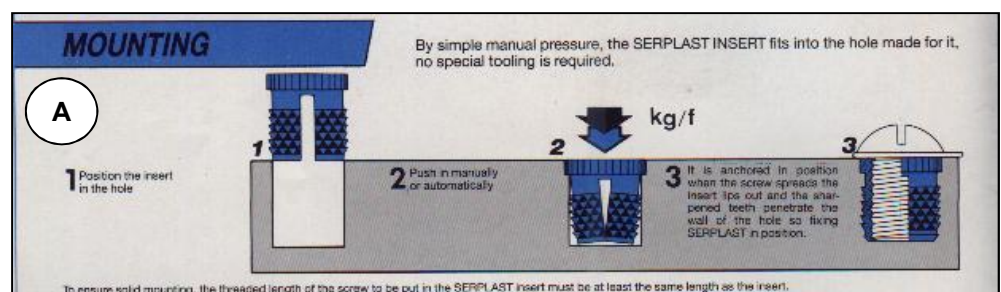 MOUNTING
By simple manual pressure, the SERPLAST INSERT fits into the hole made for it,
no special tooling is required.
A
kg/f
1
2
3
1 Position the insert
in the hole
2 Push in manually
or automatically
3 It is anchored in position
when the screw spreads the
insert lips out and the shar-
pened teeth penetrate the
wall of the hole so fixing
SERPLAST in position.
To ensure solid mounting, the threaded length of the screw to be put in the SERPLAST insert must be at least the same length as the insert.